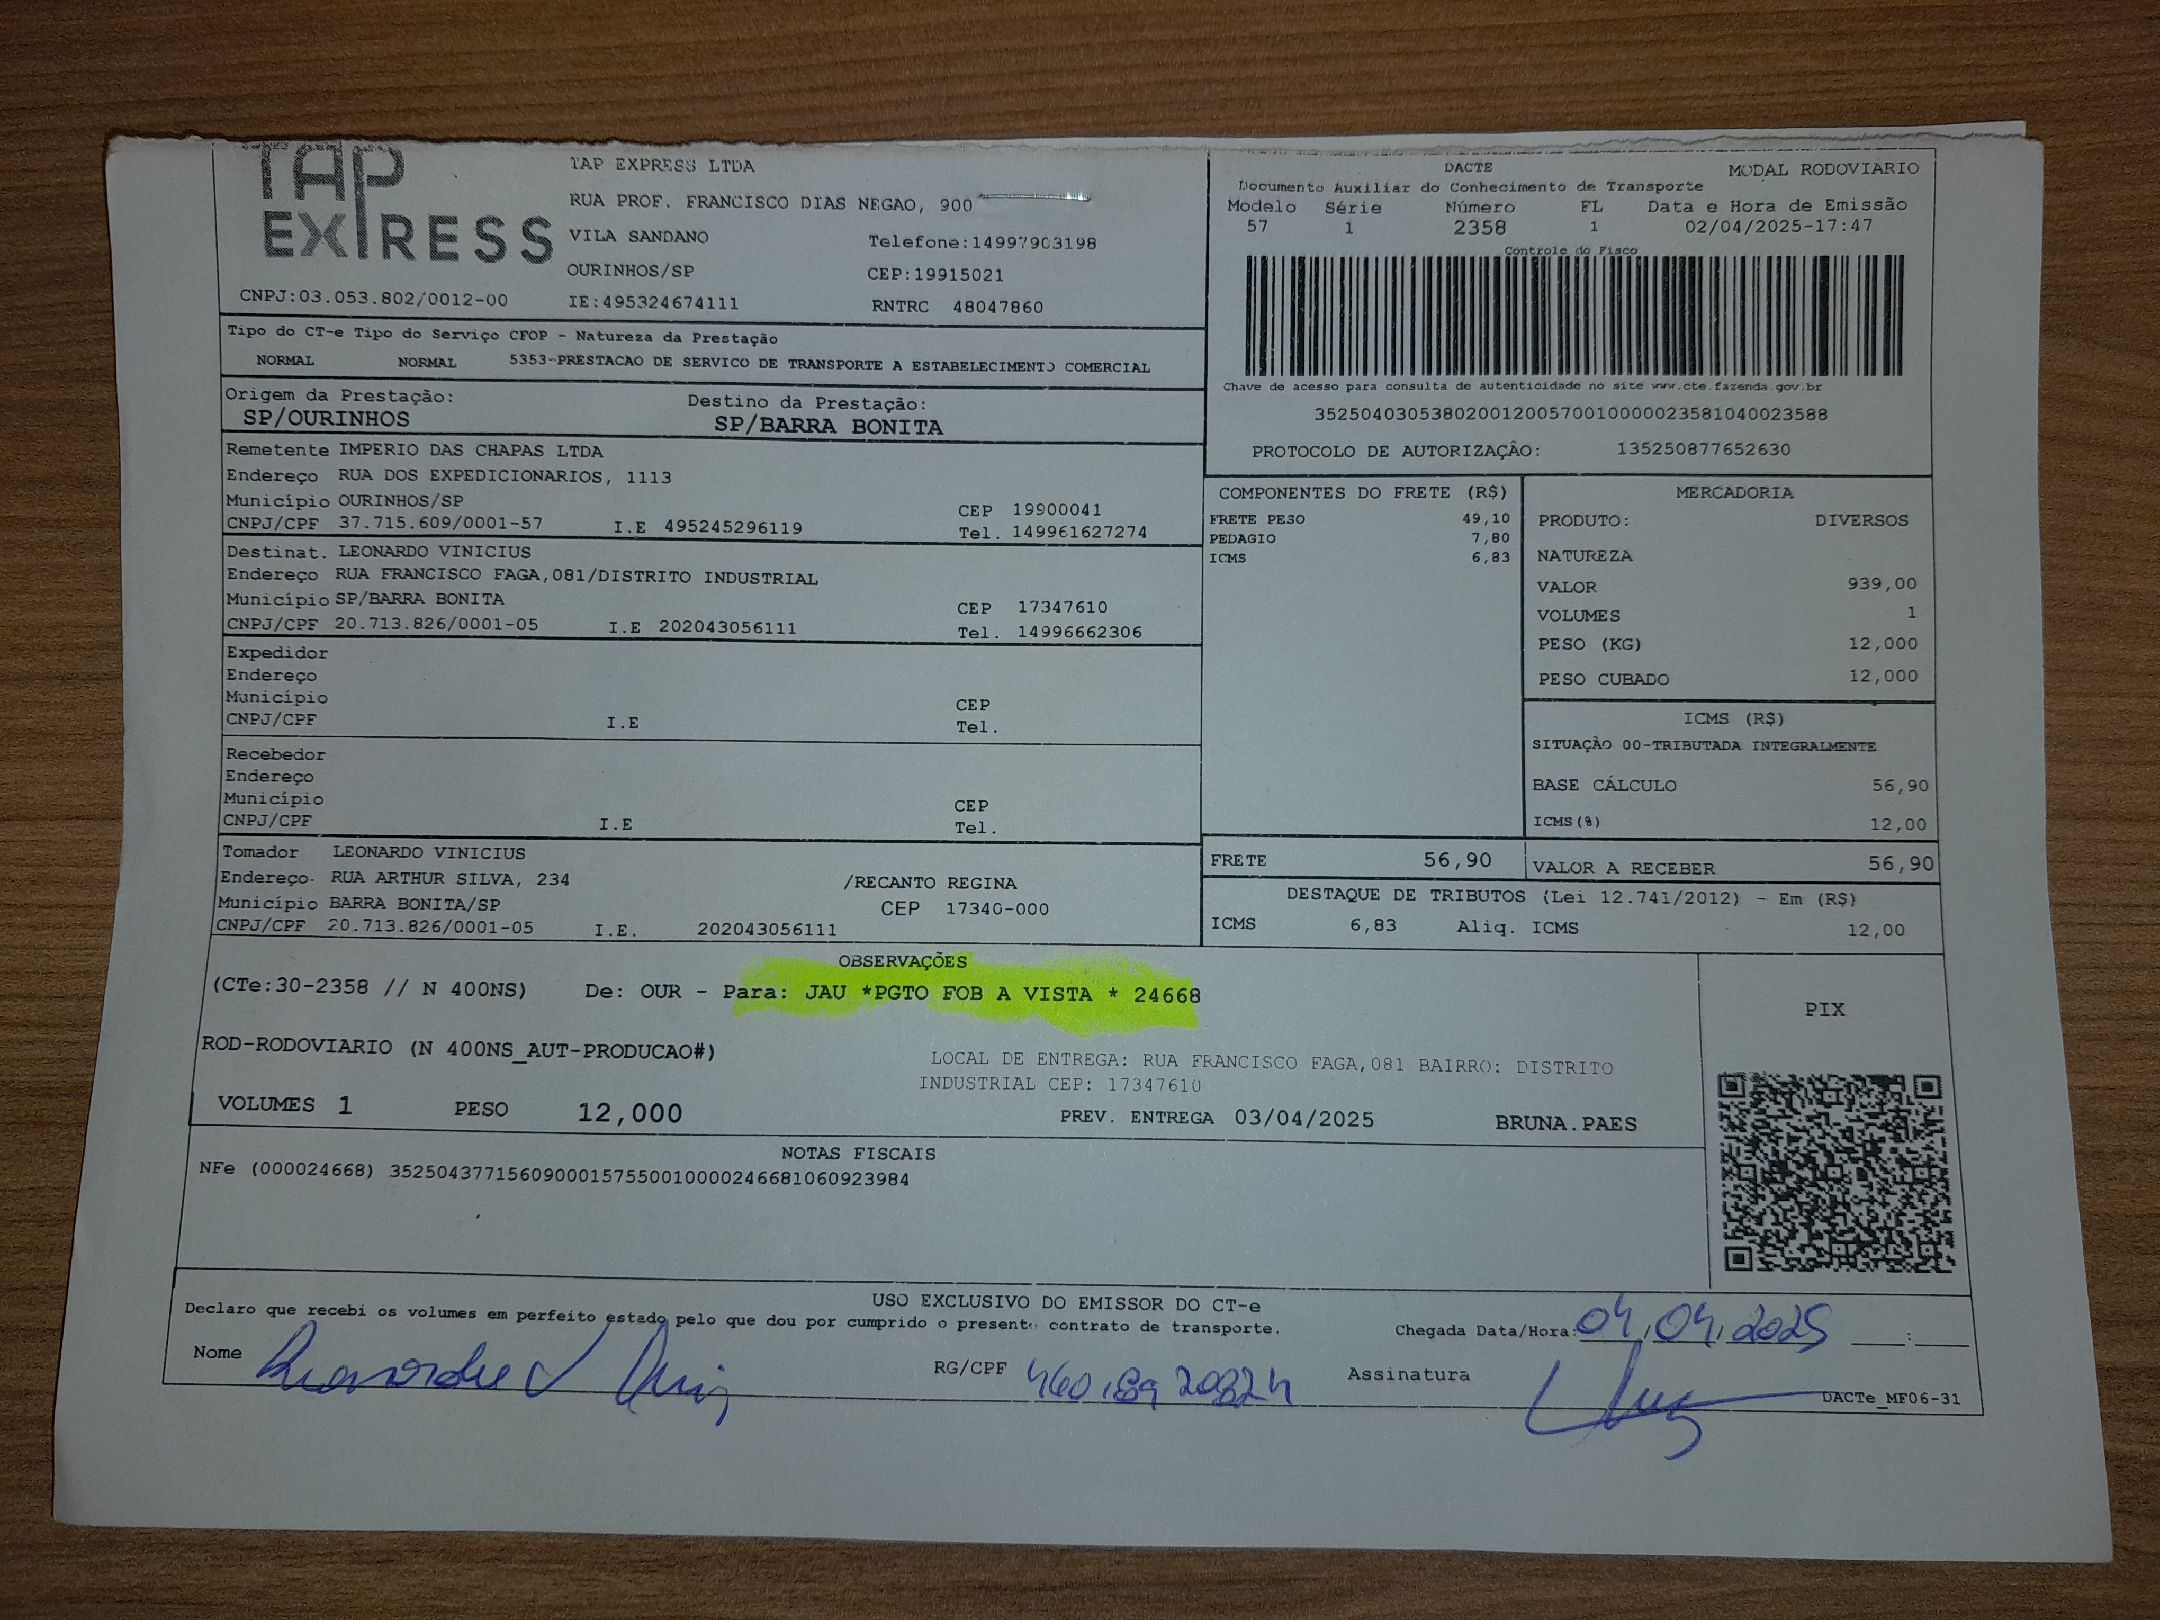 TAP EXPRESS
TAP EXPRESS LTDA
RUA PROF. FRANCISCO DIAS NEGAO, 900
VILA SANDANO Telefone:14997903198
OURINHOS/SP CEP:19915021
CNPJ:03.053.802/0012-00 IE:495324674111 RNTRC 48047860
DACTE MODAL RODOVIARIO
Documento Auxiliar do Conhecimento de Transporte
Modelo Série Número FL Data e Hora de Emissão
57 1 2358 1 02/04/2025-17:47
Controle do Fisco
Chave de acesso para consulta de autenticidade no site www.cte.fazenda.gov.br
35250403053802001200570010000023581040023588
PROTOCOLO DE AUTORIZAÇÃO: 135250877652630
Tipo do CT-e Tipo do Serviço CFOP - Natureza da Prestação
NORMAL NORMAL 5353-PRESTACAO DE SERVICO DE TRANSPORTE A ESTABELECIMENTO COMERCIAL
Origem da Prestação: Destino da Prestação:
SP/OURINHOS SP/BARRA BONITA
Remetente IMPERIO DAS CHAPAS LTDA
Endereço RUA DOS EXPEDICIONARIOS, 1113
Município OURINHOS/SP CEP 19900041
CNPJ/CPF 37.715.609/0001-57 I.E 495245296119 Tel. 149961627274
Destinat. LEONARDO VINICIUS
Endereço RUA FRANCISCO FAGA,081/DISTRITO INDUSTRIAL
Município SP/BARRA BONITA CEP 17347610
CNPJ/CPF 20.713.826/0001-05 I.E 202043056111 Tel. 14996662306
Expedidor
Endereço
Município CEP
CNPJ/CPF I.E Tel.
Recebedor
Endereço
Município CEP
CNPJ/CPF I.E Tel.
Tomador LEONARDO VINICIUS
Endereço RUA ARTHUR SILVA, 234 /RECANTO REGINA
Município BARRA BONITA/SP CEP 17340-000
CNPJ/CPF 20.713.826/0001-05 I.E. 202043056111
COMPONENTES DO FRETE (R$)
FRETE PESO 49,10
PEDAGIO 7,80
ICMS 6,83
MERCADORIA
PRODUTO: DIVERSOS
NATUREZA
VALOR 939,00
VOLUMES 1
PESO (KG) 12,000
PESO CUBADO 12,000
ICMS (R$)
SITUAÇÃO 00-TRIBUTADA INTEGRALMENTE
BASE CÁLCULO 56,90
ICMS(%) 12,00
FRETE 56,90 VALOR A RECEBER 56,90
DESTAQUE DE TRIBUTOS (Lei 12.741/2012) - Em (R$)
ICMS 6,83 Aliq. ICMS 12,00
OBSERVAÇÕES
(CTe:30-2358 // N 400NS) De: OUR - Para: JAU *PGTO FOB A VISTA * 24668
PIX
ROD-RODOVIARIO (N 400NS_AUT-PRODUCAO#)
LOCAL DE ENTREGA: RUA FRANCISCO FAGA,081 BAIRRO: DISTRITO
INDUSTRIAL CEP: 17347610
VOLUMES 1 PESO 12,000 PREV. ENTREGA 03/04/2025 BRUNA.PAES
NOTAS FISCAIS
NFe (000024668) 35250437715609000157550010000246681060923984
USO EXCLUSIVO DO EMISSOR DO CT-e
Declaro que recebi os volumes em perfeito estado pelo que dou por cumprido o presente contrato de transporte.
Chegada Data/Hora: 04.04.2025 ___:___
Nome RG/CPF 460.189 20824 Assinatura
DACTe_MF06-31